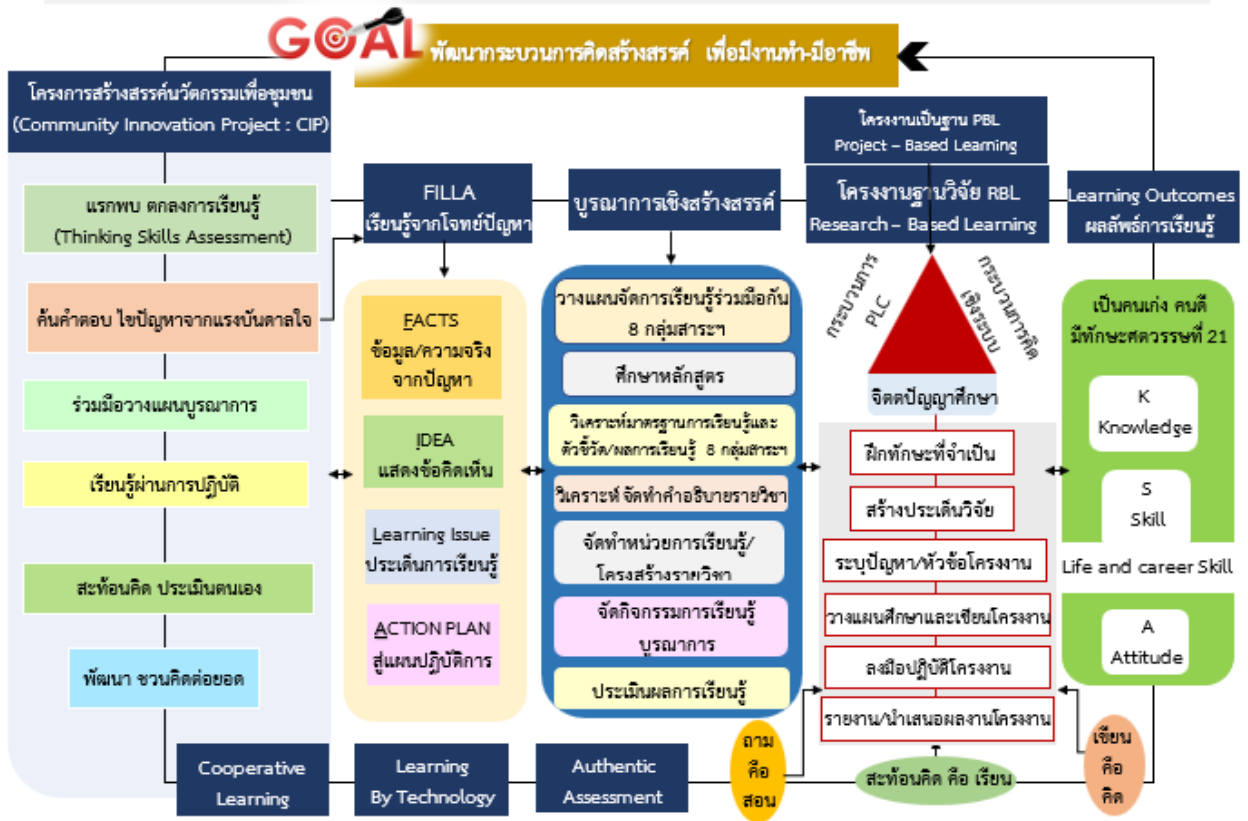 GOAL
พัฒนากระบวนการคิดสร้างสรรค์ เพื่อมีงานทำ-มีอาชีพ
โครงการสร้างสรรค์นวัตกรรมเพื่อชุมชน
(Community Innovation Project : CIP)
แรกพบ ตกลงการเรียนรู้
(Thinking Skills Assessment)
ค้นคำตอบ ไขปัญหาจากแรงบันดาลใจ
ร่วมมือวางแผนบูรณาการ
เรียนรู้ผ่านการปฏิบัติ
สะท้อนคิด ประเมินตนเอง
พัฒนา ชวนคิดต่อยอด
FILLA
เรียนรู้จากโจทย์ปัญหา
FACTS
ข้อมูล/ความจริง
จากปัญหา
IDEA
แสดงข้อคิดเห็น
Learning Issue
ประเด็นการเรียนรู้
ACTION PLAN
สู่แผนปฏิบัติการ
บูรณาการเชิงสร้างสรรค์
วางแผนจัดการเรียนรู้ร่วมมือกัน
8 กลุ่มสาระฯ
ศึกษาหลักสูตร
วิเคราะห์มาตรฐานการเรียนรู้และ
ตัวชี้วัด/ผลการเรียนรู้ 8 กลุ่มสาระฯ
วิเคราะห์ จัดทำคำอธิบายรายวิชา
จัดทำหน่วยการเรียนรู้/
โครงสร้างรายวิชา
จัดกิจกรรมการเรียนรู้
บูรณาการ
ประเมินผลการเรียนรู้
โครงงานเป็นฐาน PBL
Project – Based Learning
โครงงานฐานวิจัย RBL
Research – Based Learning
กระบวนการ
PLC
กระบวนการคิด
เชิงระบบ
จิตตปัญญาศึกษา
ฝึกทักษะที่จำเป็น
สร้างประเด็นวิจัย
ระบุปัญหา/หัวข้อโครงงาน
วางแผนศึกษาและเขียนโครงงาน
ลงมือปฏิบัติโครงงาน
รายงาน/นำเสนอผลงานโครงงาน
Learning Outcomes
ผลลัพธ์การเรียนรู้
เป็นคนเก่ง คนดี
มีทักษะศตวรรษที่ 21
K
Knowledge
S
Skill
Life and career Skill
A
Attitude
Cooperative
Learning
Learning
By Technology
Authentic
Assessment
ถาม
คือ
สอน
สะท้อนคิด คือ เรียน
เขียน
คือ
คิด